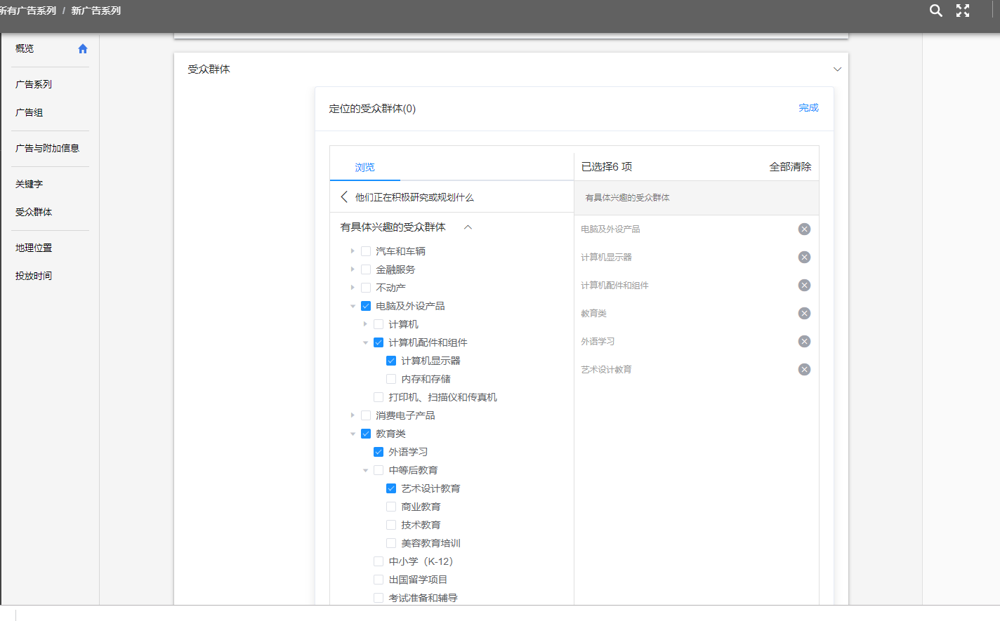 所有广告系列 / 新广告系列
概览
广告系列
广告组
广告与附加信息
关键字
受众群体
地理位置
投放时间
受众群体
定位的受众群体(0)
完成
浏览
他们正在积极研究或规划什么
有具体兴趣的受众群体
汽车和车辆
金融服务
不动产
电脑及外设产品
计算机
计算机配件和组件
计算机显示器
内存和存储
打印机、扫描仪和传真机
消费电子产品
教育类
外语学习
中等后教育
艺术设计教育
商业教育
技术教育
美容教育培训
中小学（K-12）
出国留学项目
考试准备和辅导
已选择6 项
全部清除
有具体兴趣的受众群体
电脑及外设产品
计算机显示器
计算机配件和组件
教育类
外语学习
艺术设计教育